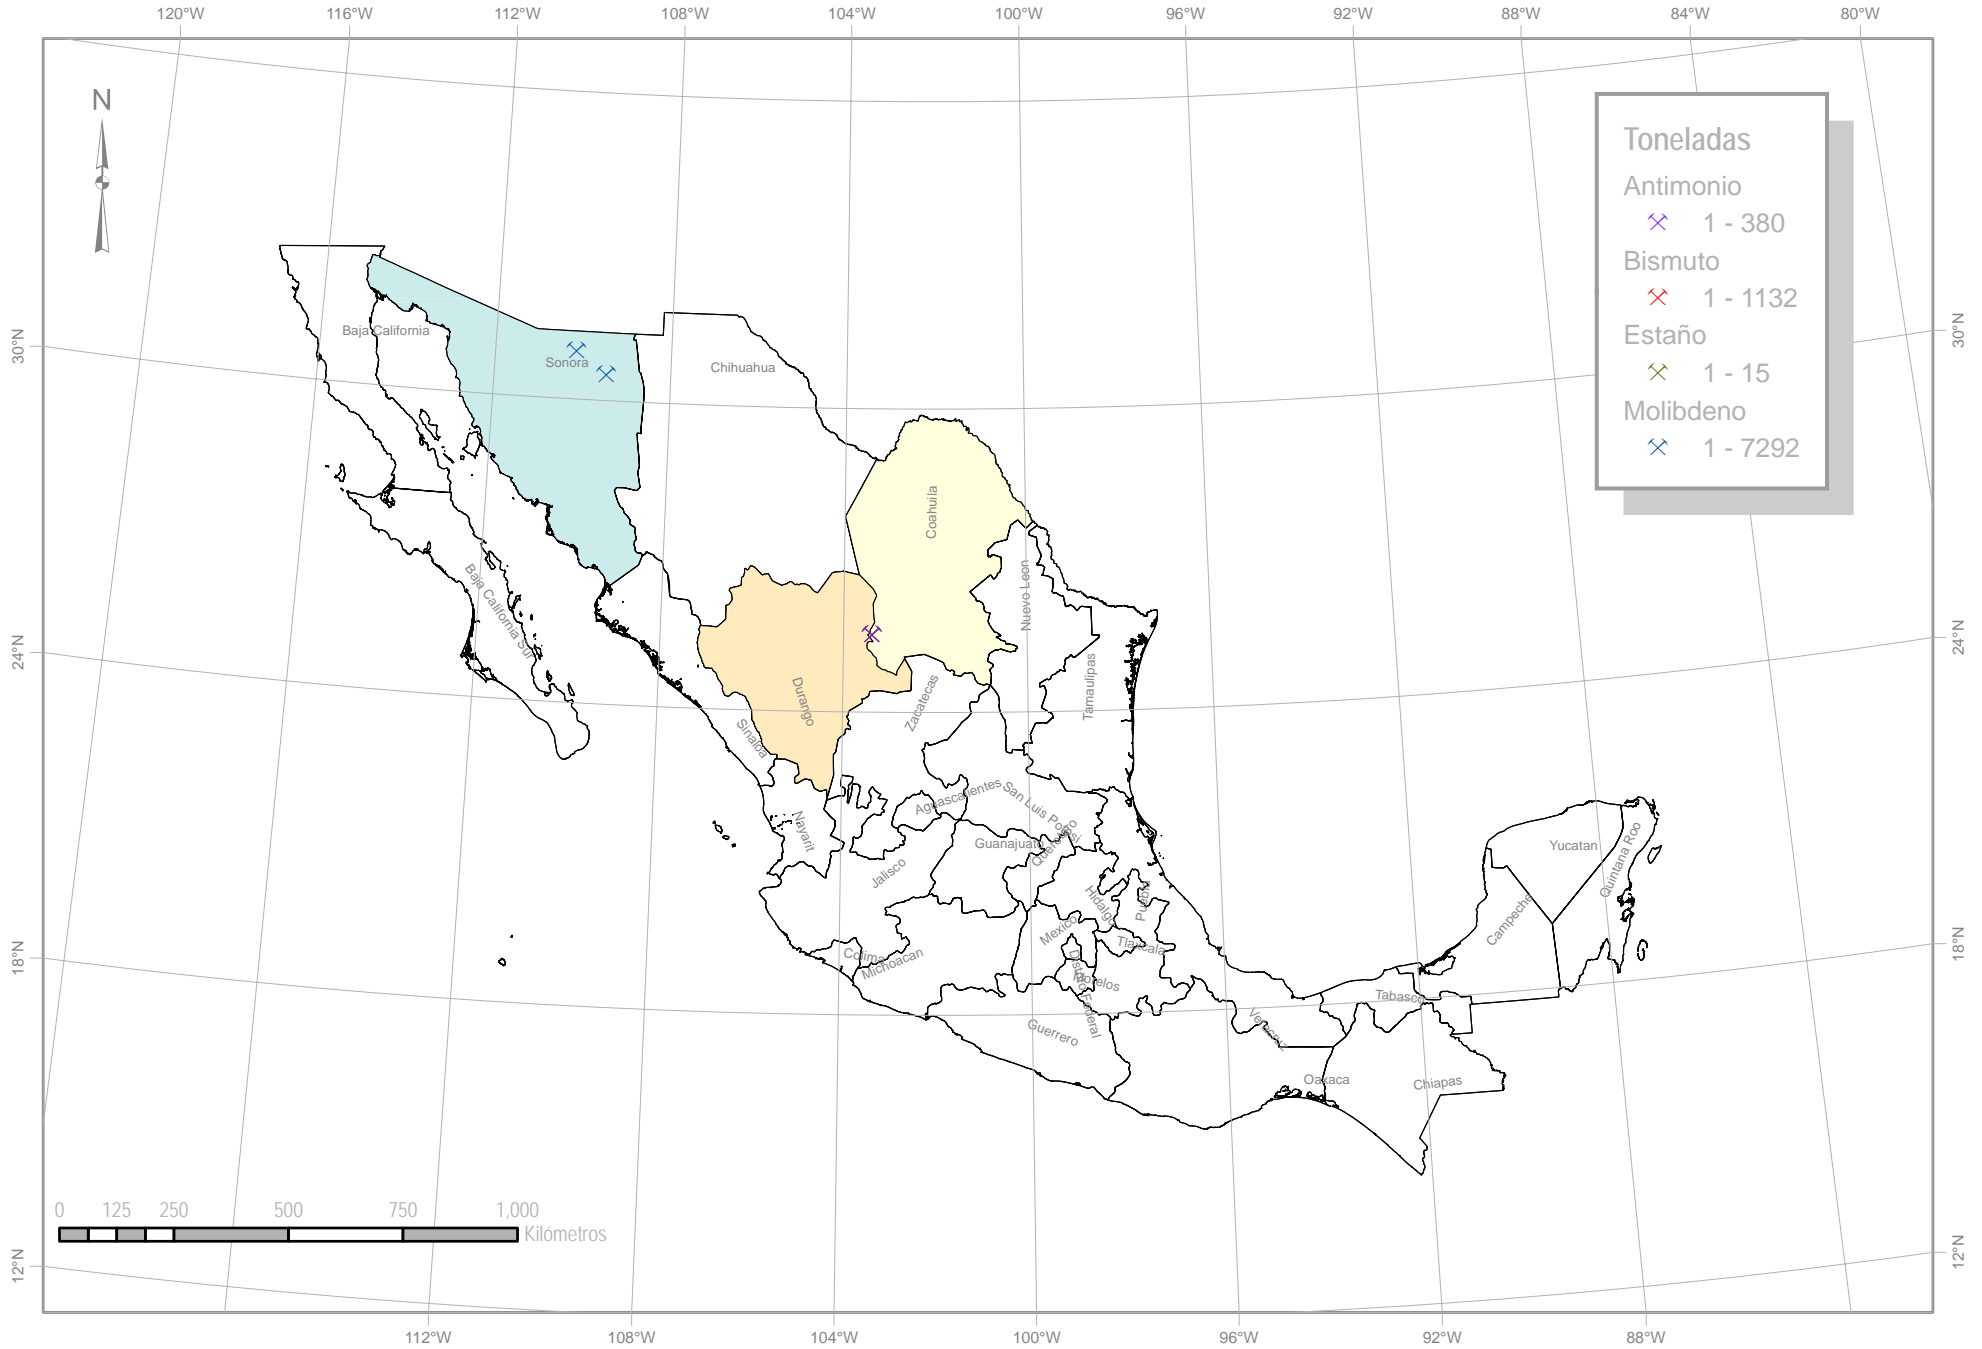 120°W 116°W 112°W 108°W 104°W 100°W 96°W 92°W 88°W 84°W 80°W
N
Toneladas
Antimonio
1 - 380
Bismuto
1 - 1132
Estaño
1 - 15
Molibdeno
1 - 7292
30°N
30°N
24°N
24°N
18°N
18°N
12°N
12°N
Baja California
Sonora
Chihuahua
Coahuila
Nuevo Leon
Baja California Sur
Tamaulipas
Durango
Zacatecas
Sinaloa
Aguascalientes
San Luis Potosi
Nayarit
Guanajuato
Queretaro
Jalisco
Yucatan
Quintana Roo
Campeche
Hidalgo
Puebla
Mexico
Tlaxcala
Colima
Michoacan
Distrito Federal
Morelos
Tabasco
Guerrero
Veracruz
Oaxaca
Chiapas
0 125 250 500 750 1,000
Kilómetros
112°W 108°W 104°W 100°W 96°W 92°W 88°W